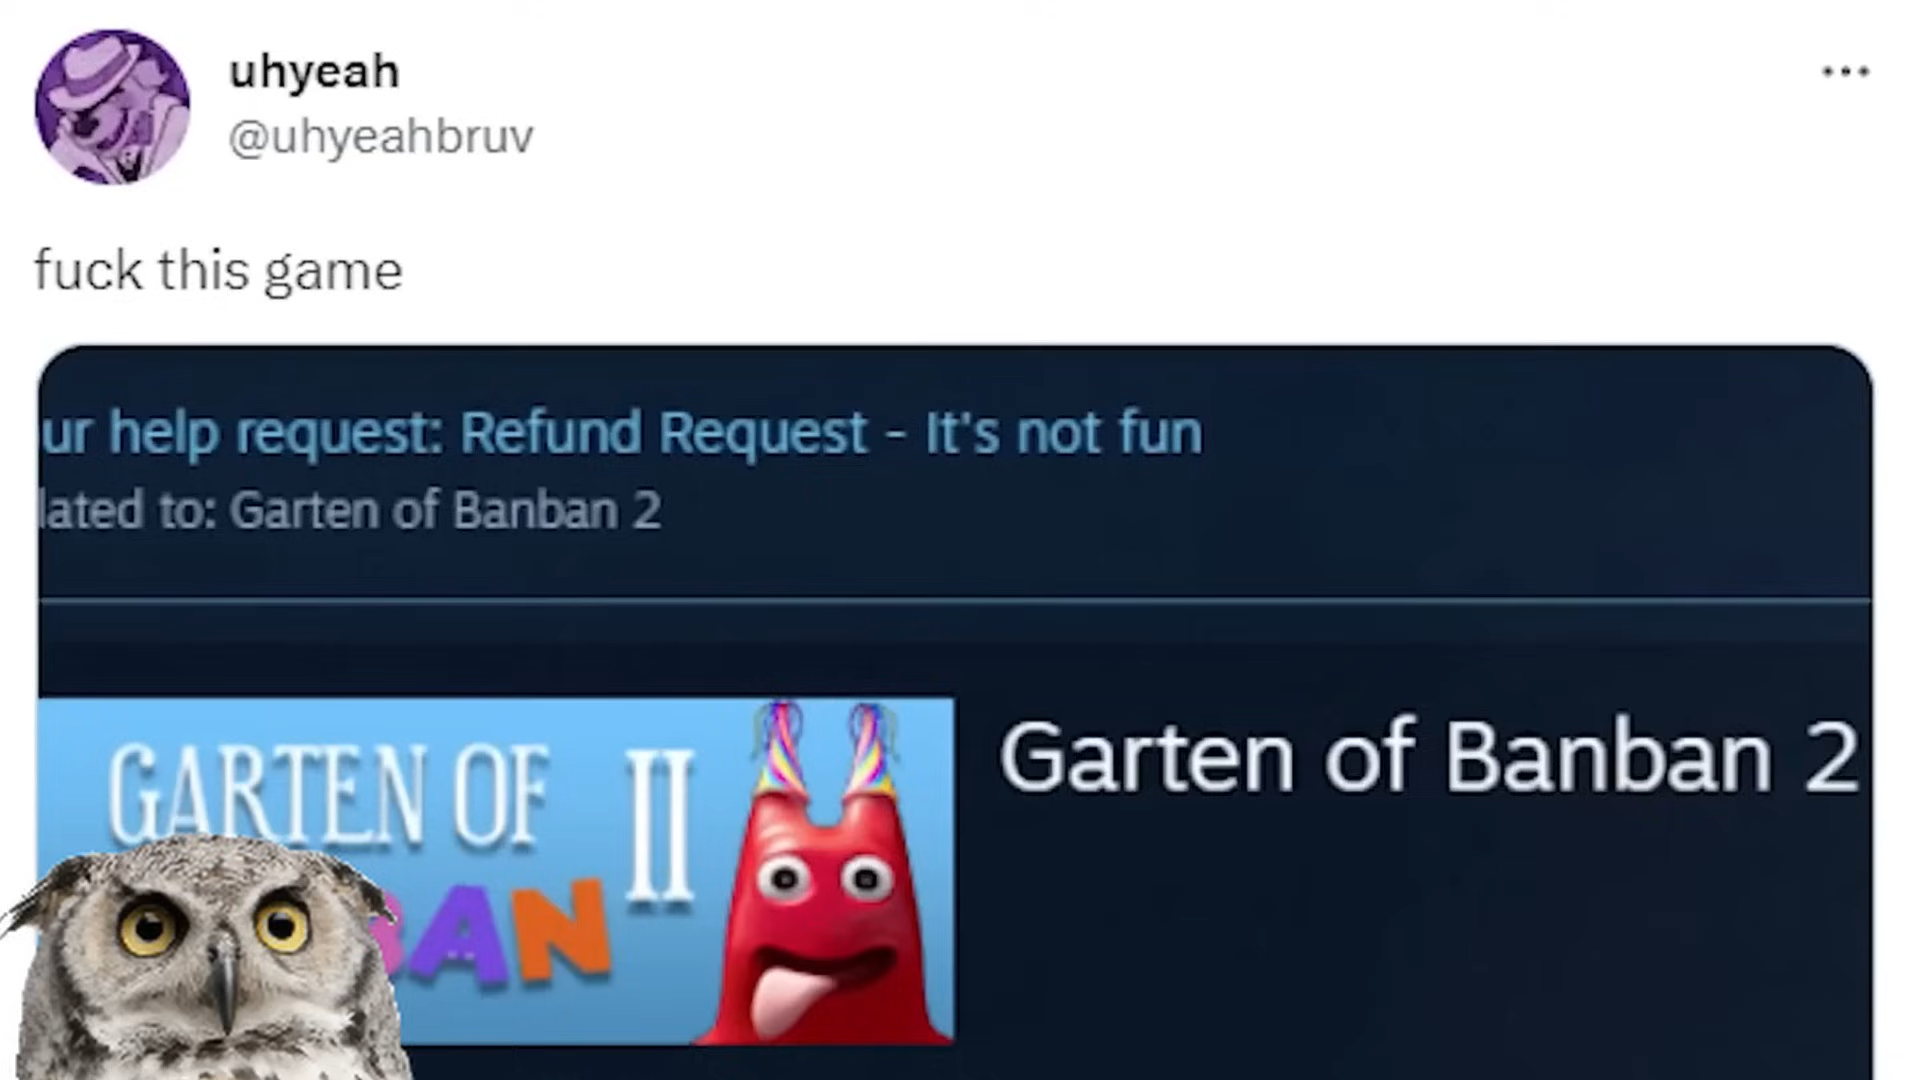 uhyeah
@uhyeahbruv
fuck this game
ur help request: Refund Request - It's not fun
lated to: Garten of Banban 2
GARTEN OF II
BAN
Garten of Banban 2